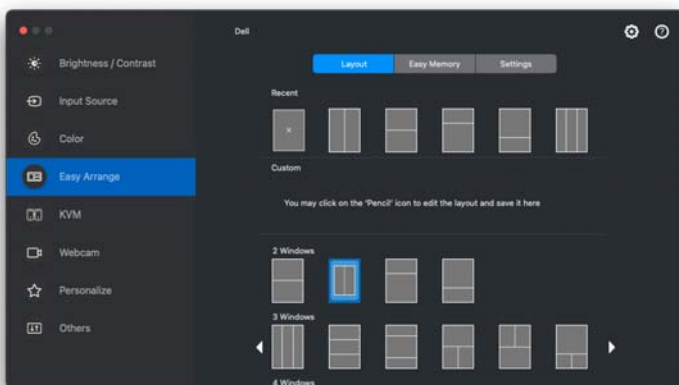 Dell
Brightness / Contrast
Input Source
Color
Easy Arrange
KVM
Webcam
Personalize
Others
Layout Easy Memory Settings
Recent
Custom
You may click on the 'Pencil' icon to edit the layout and save it here
2 Windows
3 Windows
4 Windows